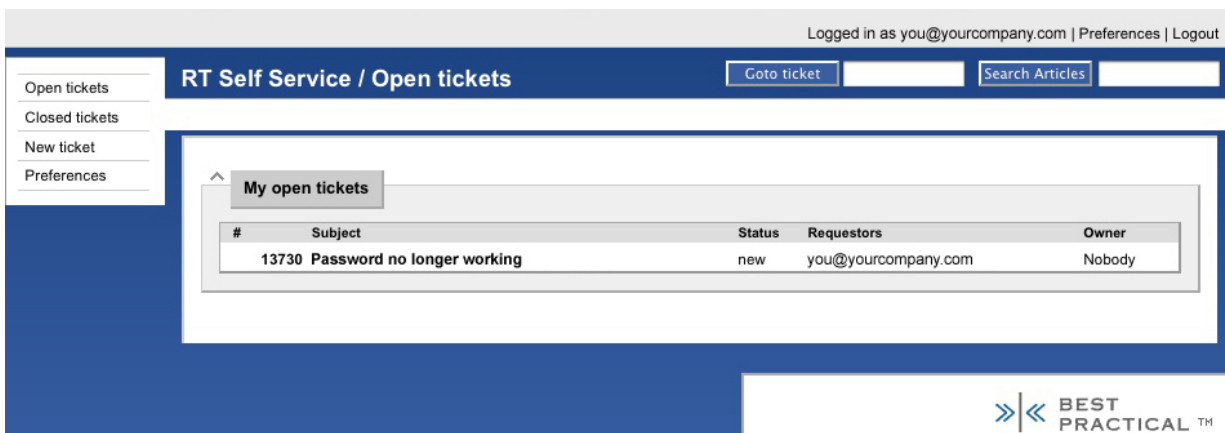 Logged in as you@yourcompany.com | Preferences | Logout
RT Self Service / Open tickets
Goto ticket
Search Articles
Open tickets
Closed tickets
New ticket
Preferences
My open tickets
# Subject Status Requestors Owner
13730 Password no longer working new you@yourcompany.com Nobody
BEST
PRACTICAL TM